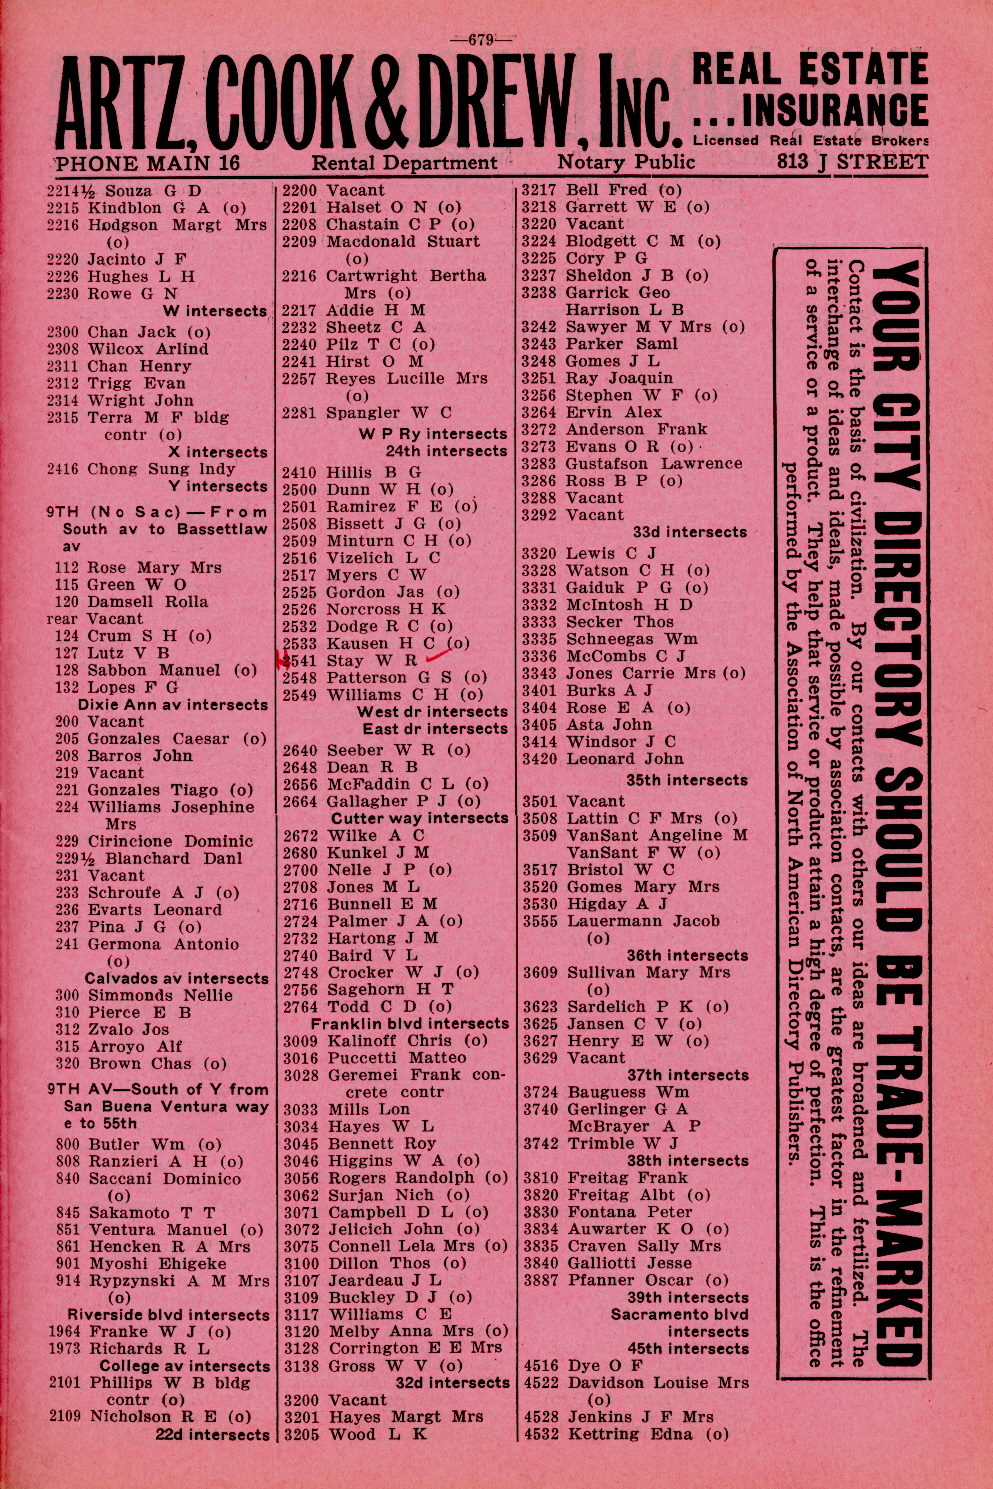 —679—
ARTZ, COOK & DREW, INC.
REAL ESTATE
...INSURANCE
Licensed Real Estate Brokers
PHONE MAIN 16 Rental Department Notary Public 813 J STREET
2214½ Souza G D
2215 Kindblon G A (o)
2216 Hodgson Margt Mrs
(o)
2220 Jacinto J F
2226 Hughes L H
2230 Rowe G N
W intersects
2300 Chan Jack (o)
2308 Wilcox Arlind
2311 Chan Henry
2312 Trigg Evan
2314 Wright John
2315 Terra M F bldg
contr (o)
X intersects
2416 Chong Sung Indy
Y intersects
9TH (No Sac)—From
South av to Bassettlaw
av
112 Rose Mary Mrs
115 Green W O
120 Damsell Rolla
rear Vacant
124 Crum S H (o)
127 Lutz V B
128 Sabbon Manuel (o)
132 Lopes F G
Dixie Ann av intersects
200 Vacant
205 Gonzales Caesar (o)
208 Barros John
219 Vacant
221 Gonzales Tiago (o)
224 Williams Josephine
Mrs
229 Cirincione Dominic
229½ Blanchard Danl
231 Vacant
233 Schroufe A J (o)
236 Evarts Leonard
237 Pina J G (o)
241 Germona Antonio
(o)
Calvados av intersects
300 Simmonds Nellie
310 Pierce E B
312 Zvalo Jos
315 Arroyo Alf
320 Brown Chas (o)
9TH AV—South of Y from
San Buena Ventura way
e to 55th
800 Butler Wm (o)
808 Ranzieri A H (o)
840 Saccani Dominico
(o)
845 Sakamoto T T
851 Ventura Manuel (o)
861 Hencken R A Mrs
901 Myoshi Ehigeke
914 Rypzynski A M Mrs
(o)
Riverside blvd intersects
1964 Franke W J (o)
1973 Richards R L
College av intersects
2101 Phillips W B bldg
contr (o)
2109 Nicholson R E (o)
22d intersects
2200 Vacant
2201 Halset O N (o)
2208 Chastain C P (o)
2209 Macdonald Stuart
(o)
2216 Cartwright Bertha
Mrs (o)
2217 Addie H M
2232 Sheetz C A
2240 Pilz T C (o)
2241 Hirst O M
2257 Reyes Lucille Mrs
(o)
2281 Spangler W C
W P Ry intersects
24th intersects
2410 Hillis B G
2500 Dunn W H (o)
2501 Ramirez F E (o)
2508 Bissett J G (o)
2509 Minturn C H (o)
2516 Vizelich L C
2517 Myers C W
2525 Gordon Jas (o)
2526 Norcross H K
2532 Dodge R C (o)
2533 Kausen H C (o)
2541 Stay W R
2548 Patterson G S (o)
2549 Williams C H (o)
West dr intersects
East dr intersects
2640 Seeber W R (o)
2648 Dean R B
2656 McFaddin C L (o)
2664 Gallagher P J (o)
Cutter way intersects
2672 Wilke A C
2680 Kunkel J M
2700 Nelle J P (o)
2708 Jones M L
2716 Bunnell E M
2724 Palmer J A (o)
2732 Hartong J M
2740 Baird V L
2748 Crocker W J (o)
2756 Sagehorn H T
2764 Todd C D (o)
Franklin blvd intersects
3009 Kalinoff Chris (o)
3016 Puccetti Matteo
3028 Geremei Frank con-
crete contr
3033 Mills Lon
3034 Hayes W L
3045 Bennett Roy
3046 Higgins W A (o)
3056 Rogers Randolph (o)
3062 Surjan Nich (o)
3071 Campbell D L (o)
3072 Jelicich John (o)
3075 Connell Lela Mrs (o)
3100 Dillon Thos (o)
3107 Jeardeau J L
3109 Buckley D J (o)
3117 Williams C E
3120 Melby Anna Mrs (o)
3128 Corrington E E Mrs
3138 Gross W V (o)
32d intersects
3200 Vacant
3201 Hayes Margt Mrs
3205 Wood L K
3217 Bell Fred (o)
3218 Garrett W E (o)
3220 Vacant
3224 Blodgett C M (o)
3225 Cory P G
3237 Sheldon J B (o)
3238 Garrick Geo
Harrison L B
3242 Sawyer M V Mrs (o)
3243 Parker Saml
3248 Gomes J L
3251 Ray Joaquin
3256 Stephen W F (o)
3264 Ervin Alex
3272 Anderson Frank
3273 Evans O R (o)
3283 Gustafson Lawrence
3286 Ross B P (o)
3288 Vacant
3292 Vacant
33d intersects
3320 Lewis C J
3328 Watson C H (o)
3331 Gaiduk P G (o)
3332 McIntosh H D
3333 Secker Thos
3335 Schneegas Wm
3336 McCombs C J
3343 Jones Carrie Mrs (o)
3401 Burks A J
3404 Rose E A (o)
3405 Asta John
3414 Windsor J C
3420 Leonard John
35th intersects
3501 Vacant
3508 Lattin C F Mrs (o)
3509 VanSant Angeline M
VanSant F W (o)
3517 Bristol W C
3520 Gomes Mary Mrs
3530 Higday A J
3555 Lauermann Jacob
(o)
36th intersects
3609 Sullivan Mary Mrs
(o)
3623 Sardelich P K (o)
3625 Jansen C V (o)
3627 Henry E W (o)
3629 Vacant
37th intersects
3724 Bauguess Wm
3740 Gerlinger G A
McBrayer A P
3742 Trimble W J
38th intersects
3810 Freitag Frank
3820 Freitag Albt (o)
3830 Fontana Peter
3834 Auwarter K O (o)
3835 Craven Sally Mrs
3840 Galliotti Jesse
3887 Pfanner Oscar (o)
39th intersects
Sacramento blvd
intersects
45th intersects
4516 Dye O F
4522 Davidson Louise Mrs
(o)
4528 Jenkins J F Mrs
4532 Kettring Edna (o)
YOUR CITY DIRECTORY SHOULD BE TRADE-MARKED
Contact is the basis of civilization. By our contacts with others our ideas are broadened and fertilized. The
interchange of ideas and ideals, made possible by association contacts, are the greatest factor in the refinement
of a service or a product. They help that service or product attain a high degree of perfection. This is the office
performed by the Association of North American Directory Publishers.